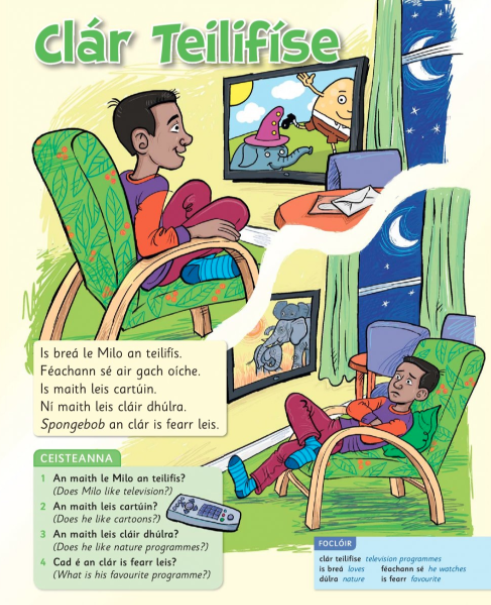 Clár Teilifíse
Is breá le Milo an teilifís.
Féachann sé air gach oíche.
Is maith leis cartúin.
Ní maith leis cláir dhúlra.
Spongebob an clár is fearr leis.
CEISTEANNA
1 An maith le Milo an teilifís?
(Does Milo like television?)
2 An maith leis cartúin?
(Does he like cartoons?)
3 An maith leis cláir dhúlra?
(Does he like nature programmes?)
4 Cad é an clár is fearr leis?
(What is his favourite programme?)
FOCLÓIR
clár teilifíse television programmes
is breá le loves féachann sé he watches
dúlra nature is fearr favourite